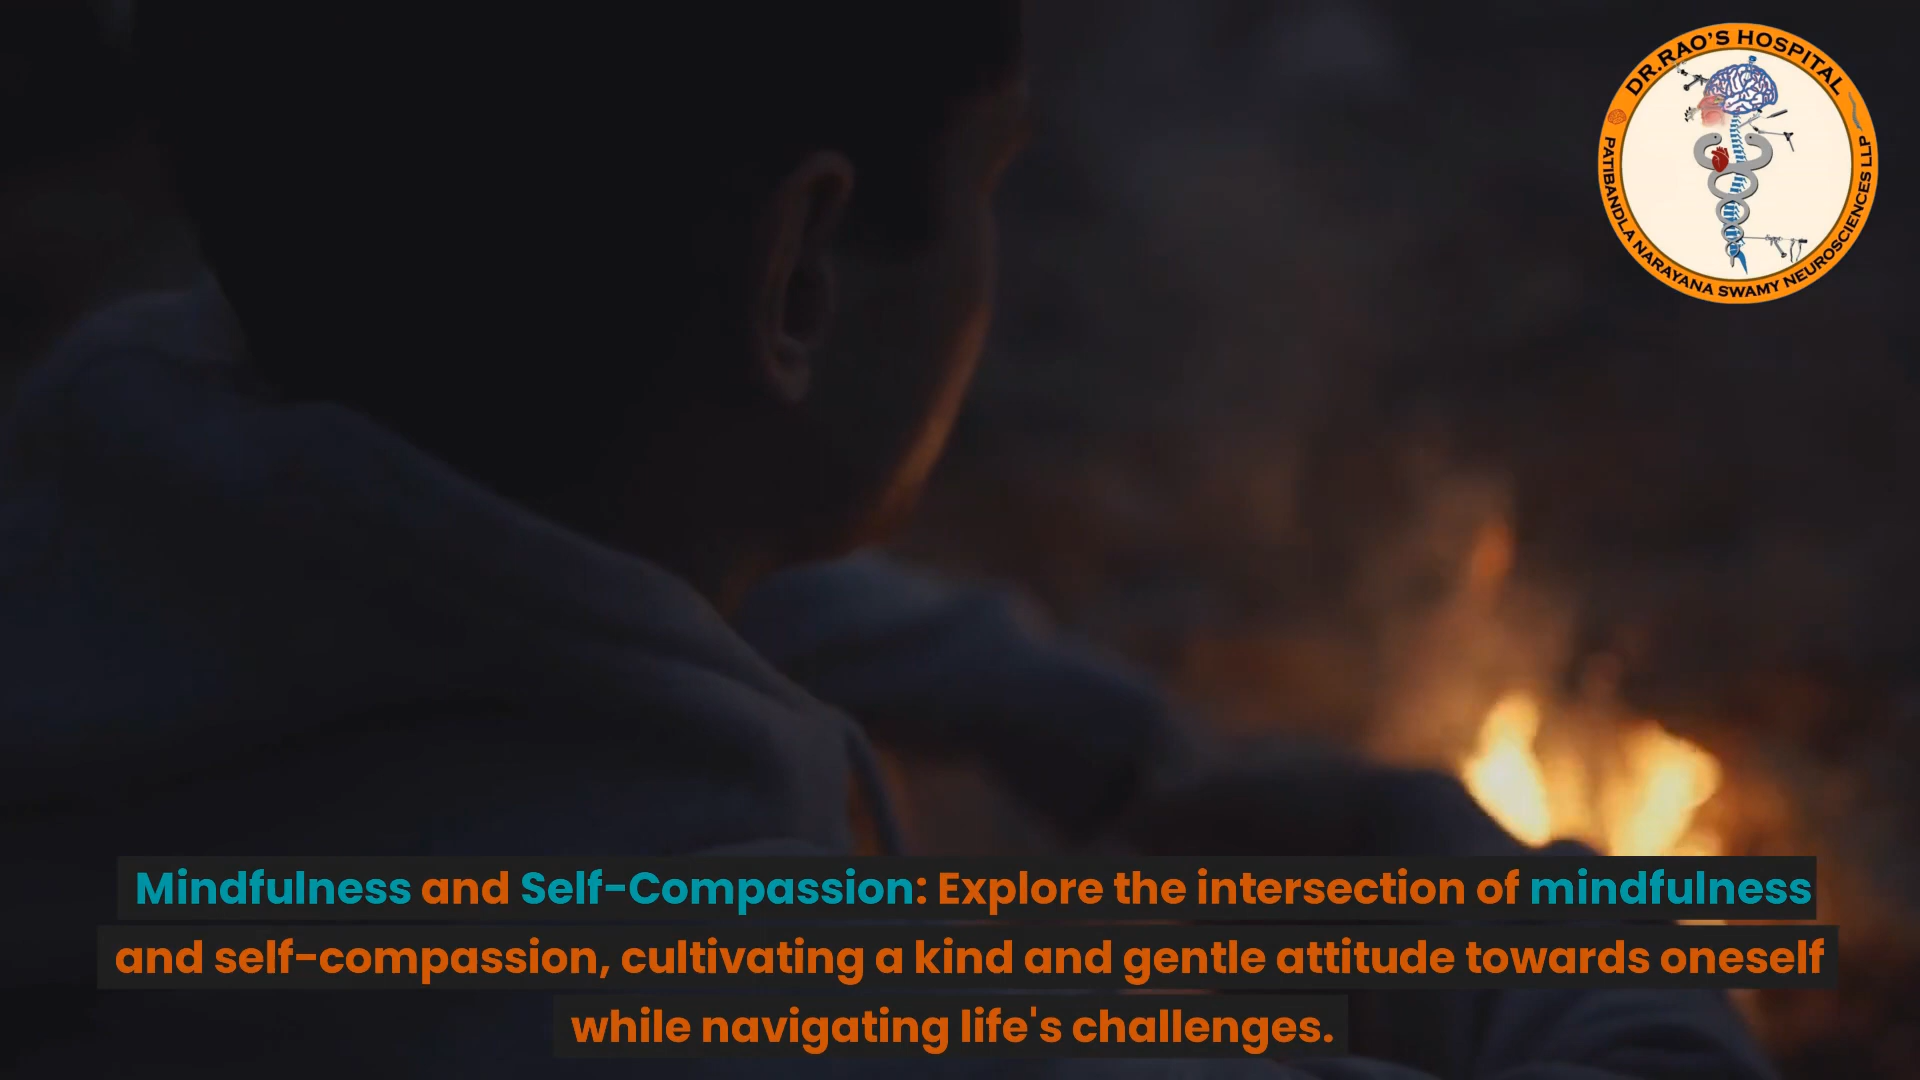 DR.RAO'S HOSPITAL
PATIBANDLA NARAYANA SWAMY NEUROSCIENCES LLP
Mindfulness and Self-Compassion: Explore the intersection of mindfulness
and self-compassion, cultivating a kind and gentle attitude towards oneself
while navigating life's challenges.